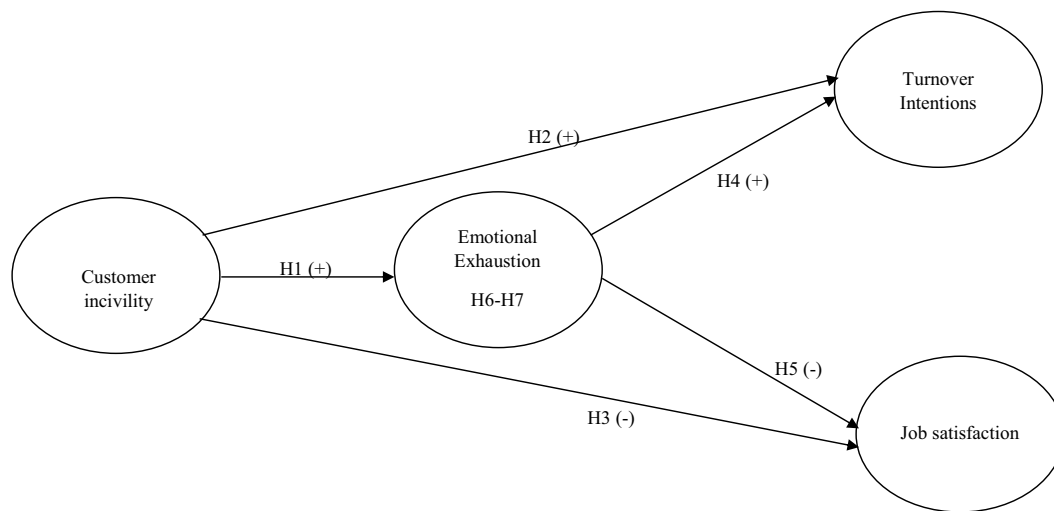 Turnover
Intentions
H2 (+)
H4 (+)
Emotional
Exhaustion
H6-H7
Customer
incivility
H1 (+)
H5 (-)
H3 (-)
Job satisfaction